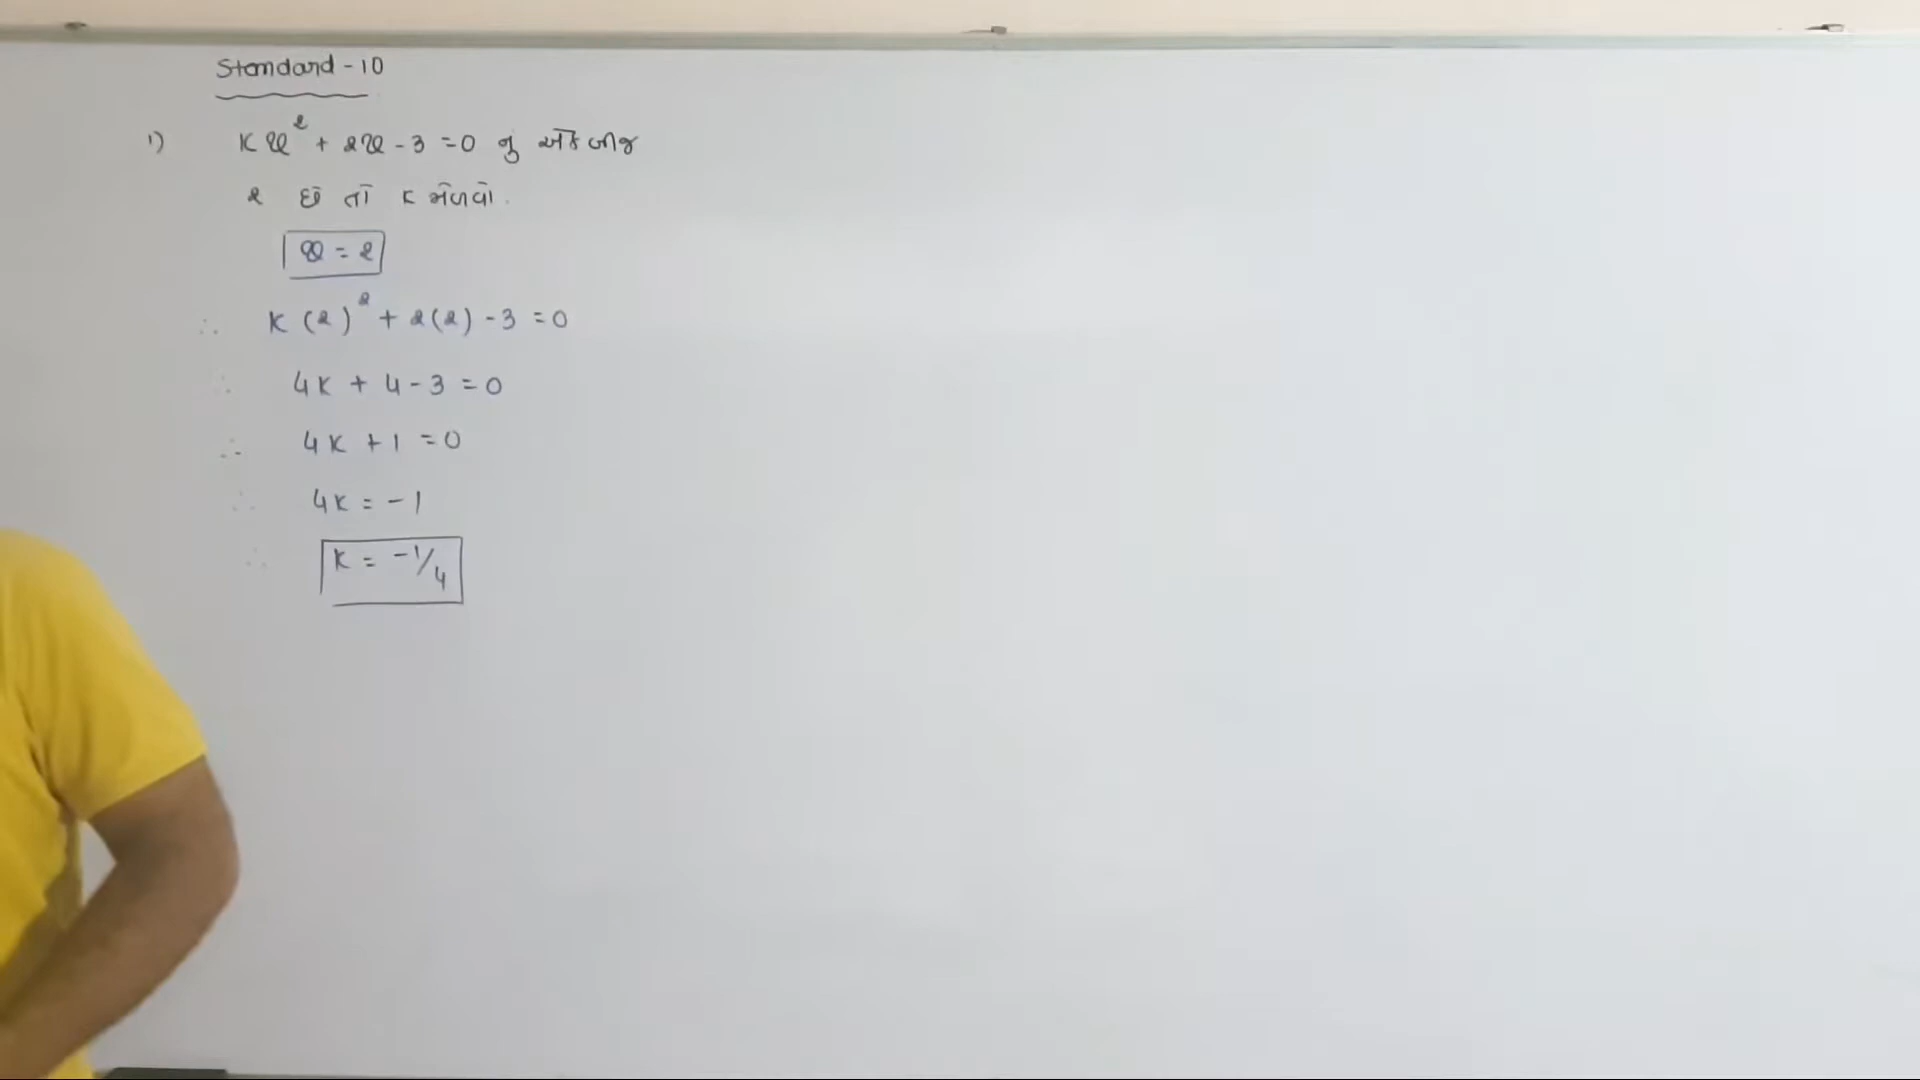 Standard - 10
1) Kx² + 2x - 3 = 0 નું એક બીજ
2 છે તો K મેળવો.
x = 2
∴ K (2)² + 2(2) - 3 = 0
∴ 4K + 4 - 3 = 0
∴ 4K + 1 = 0
∴ 4K = - 1
∴ K = -1/4